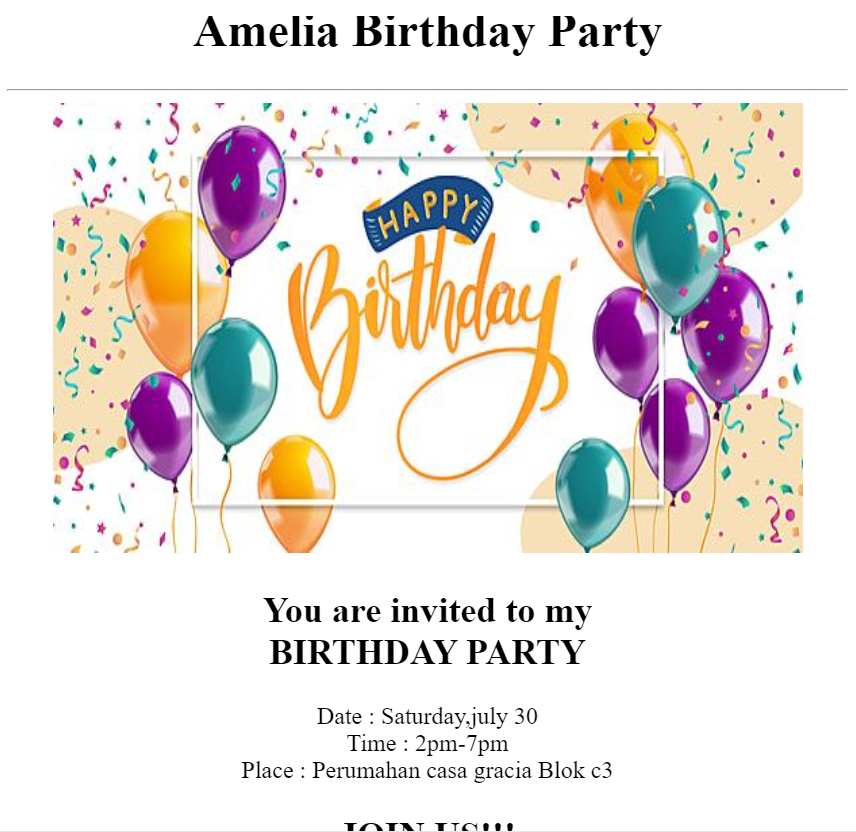 Amelia Birthday Party
HAPPY
Birthday
You are invited to my
BIRTHDAY PARTY
Date : Saturday,july 30
Time : 2pm-7pm
Place : Perumahan casa gracia Blok c3
JOIN US!!!